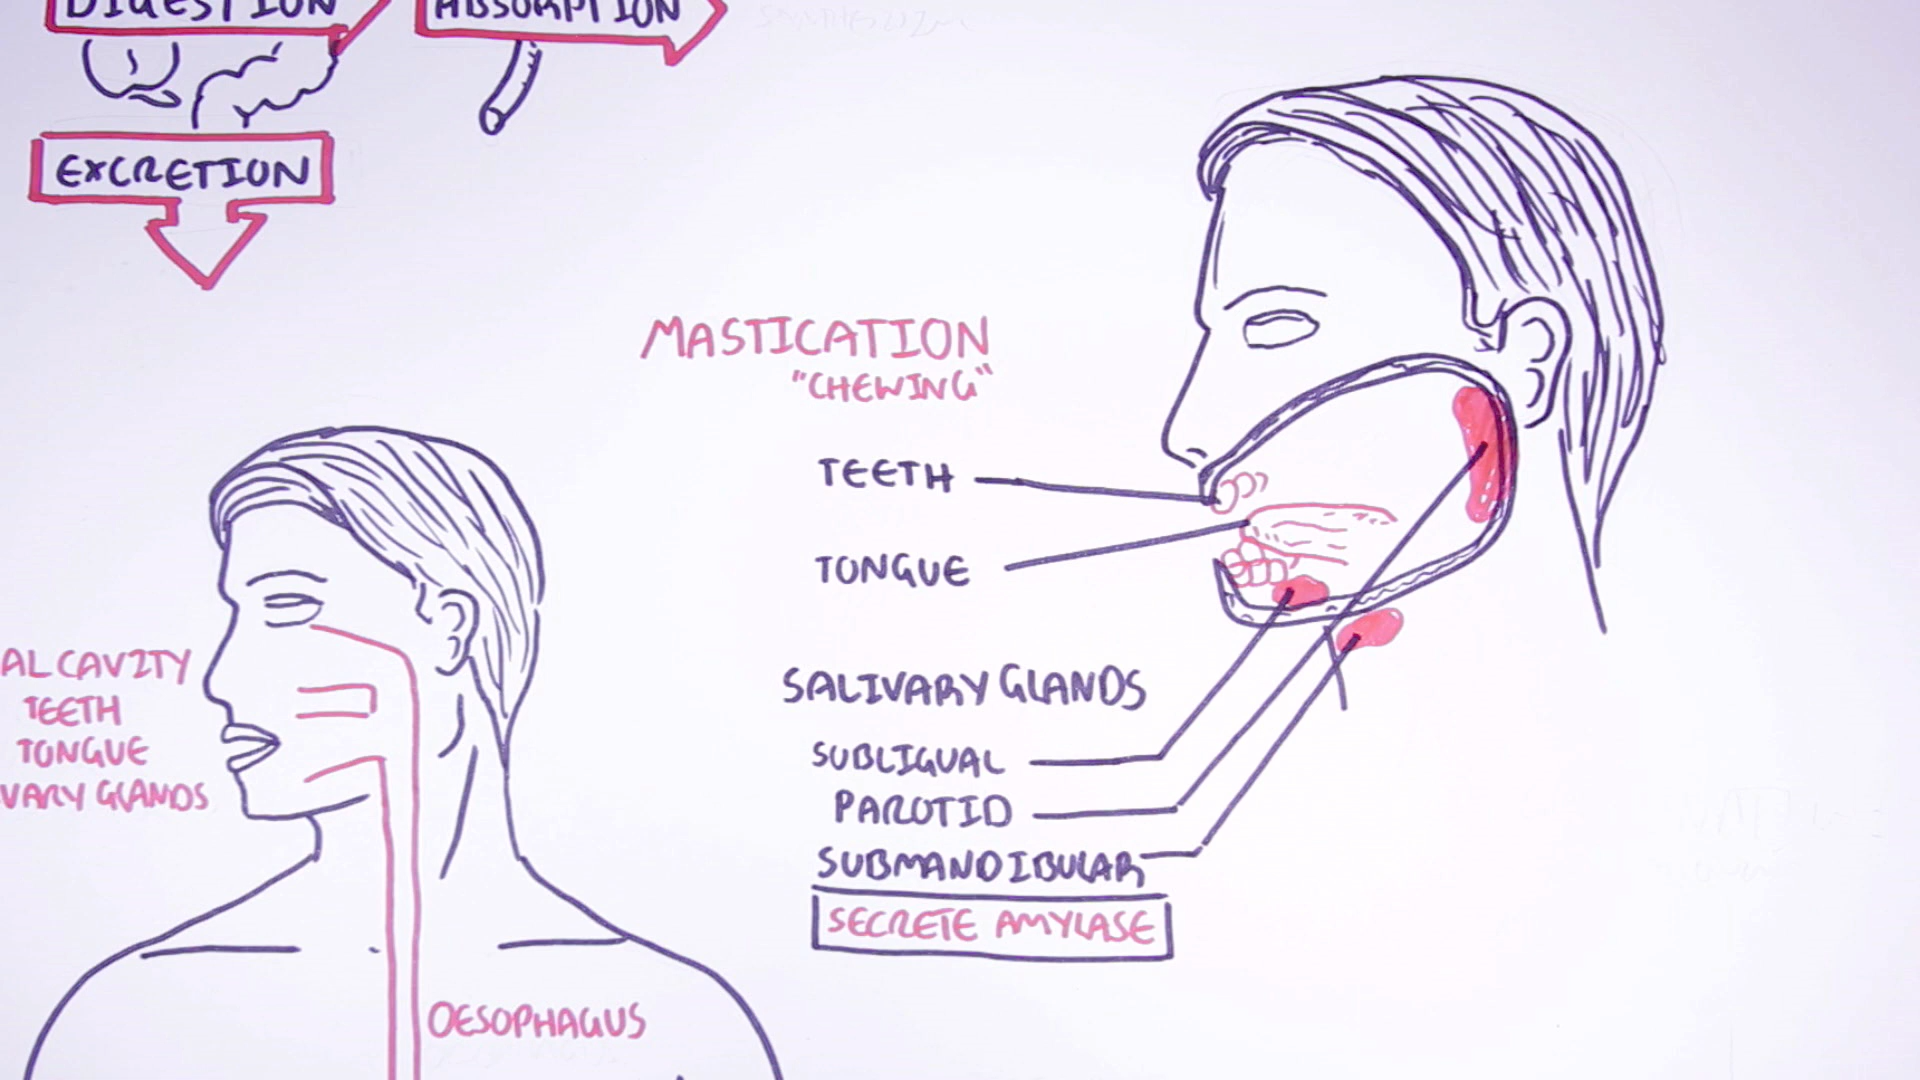 DIGESTION
ABSORPTION
EXCRETION
MASTICATION
"CHEWING"
TEETH
TONGUE
SALIVARY GLANDS
SUBLIGUAL
PAROTID
SUBMANDIBULAR
SECRETE AMYLASE
AL CAVITY
TEETH
TONGUE
VARY GLANDS
OESOPHAGUS